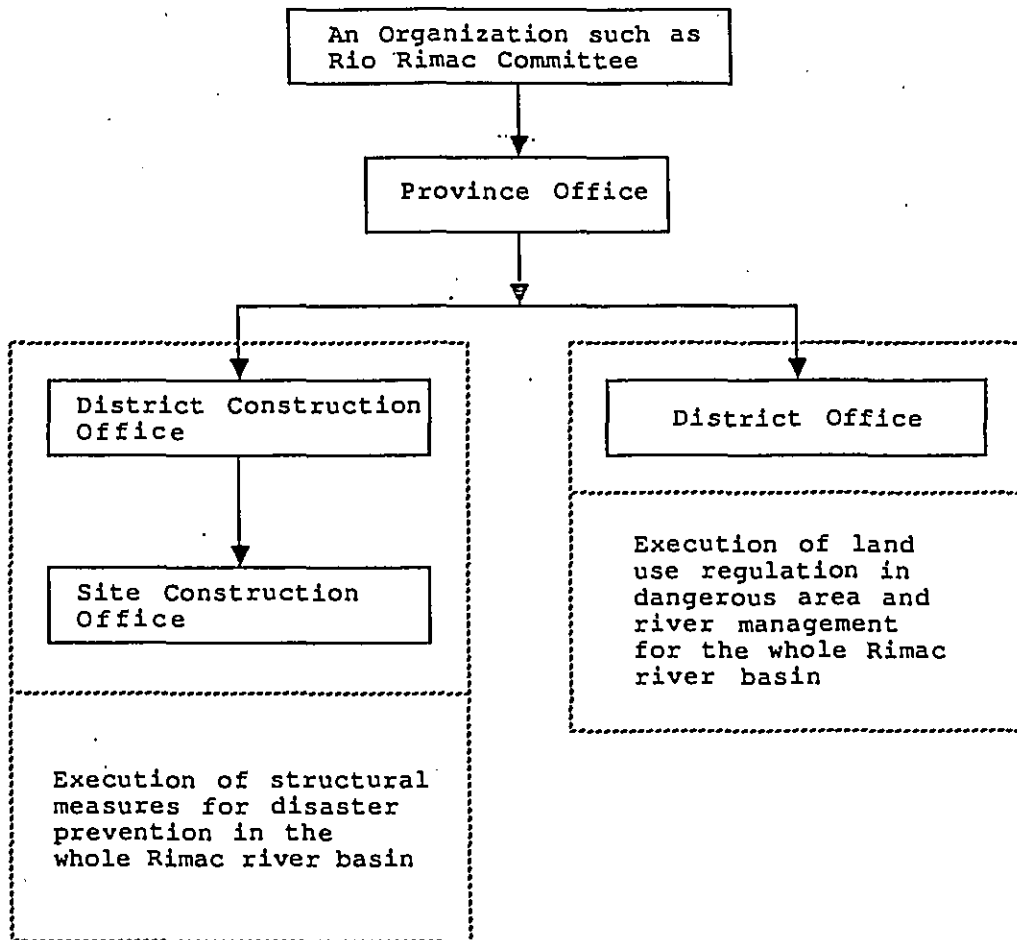 An Organization such as
Rio Rimac Committee
Province Office
District Construction
Office
District Office
Site Construction
Office
Execution of land
use regulation in
dangerous area and
river management
for the whole Rimac
river basin
Execution of structural
measures for disaster
prevention in the
whole Rimac river basin